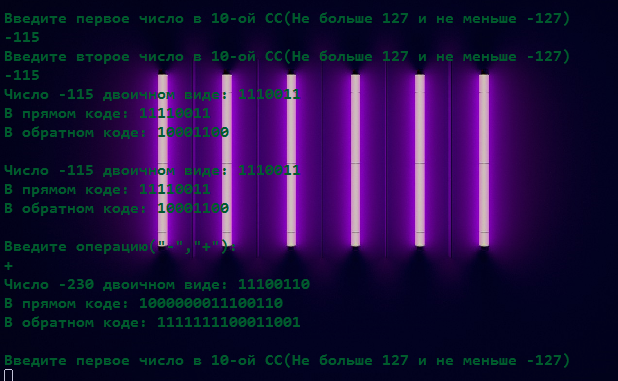 Введите первое число в 10-ой СС(Не больше 127 и не меньше -127)
-115
Введите второе число в 10-ой СС(Не больше 127 и не меньше -127)
-115
Число -115 двоичном виде: 1110011
В прямом коде: 11110011
В обратном коде: 10001100
Число -115 двоичном виде: 1110011
В прямом коде: 11110011
В обратном коде: 10001100
Введите операцию("-","+"):
+
Число -230 двоичном виде: 11100110
В прямом коде: 1000000011100110
В обратном коде: 1111111100011001
Введите первое число в 10-ой СС(Не больше 127 и не меньше -127)